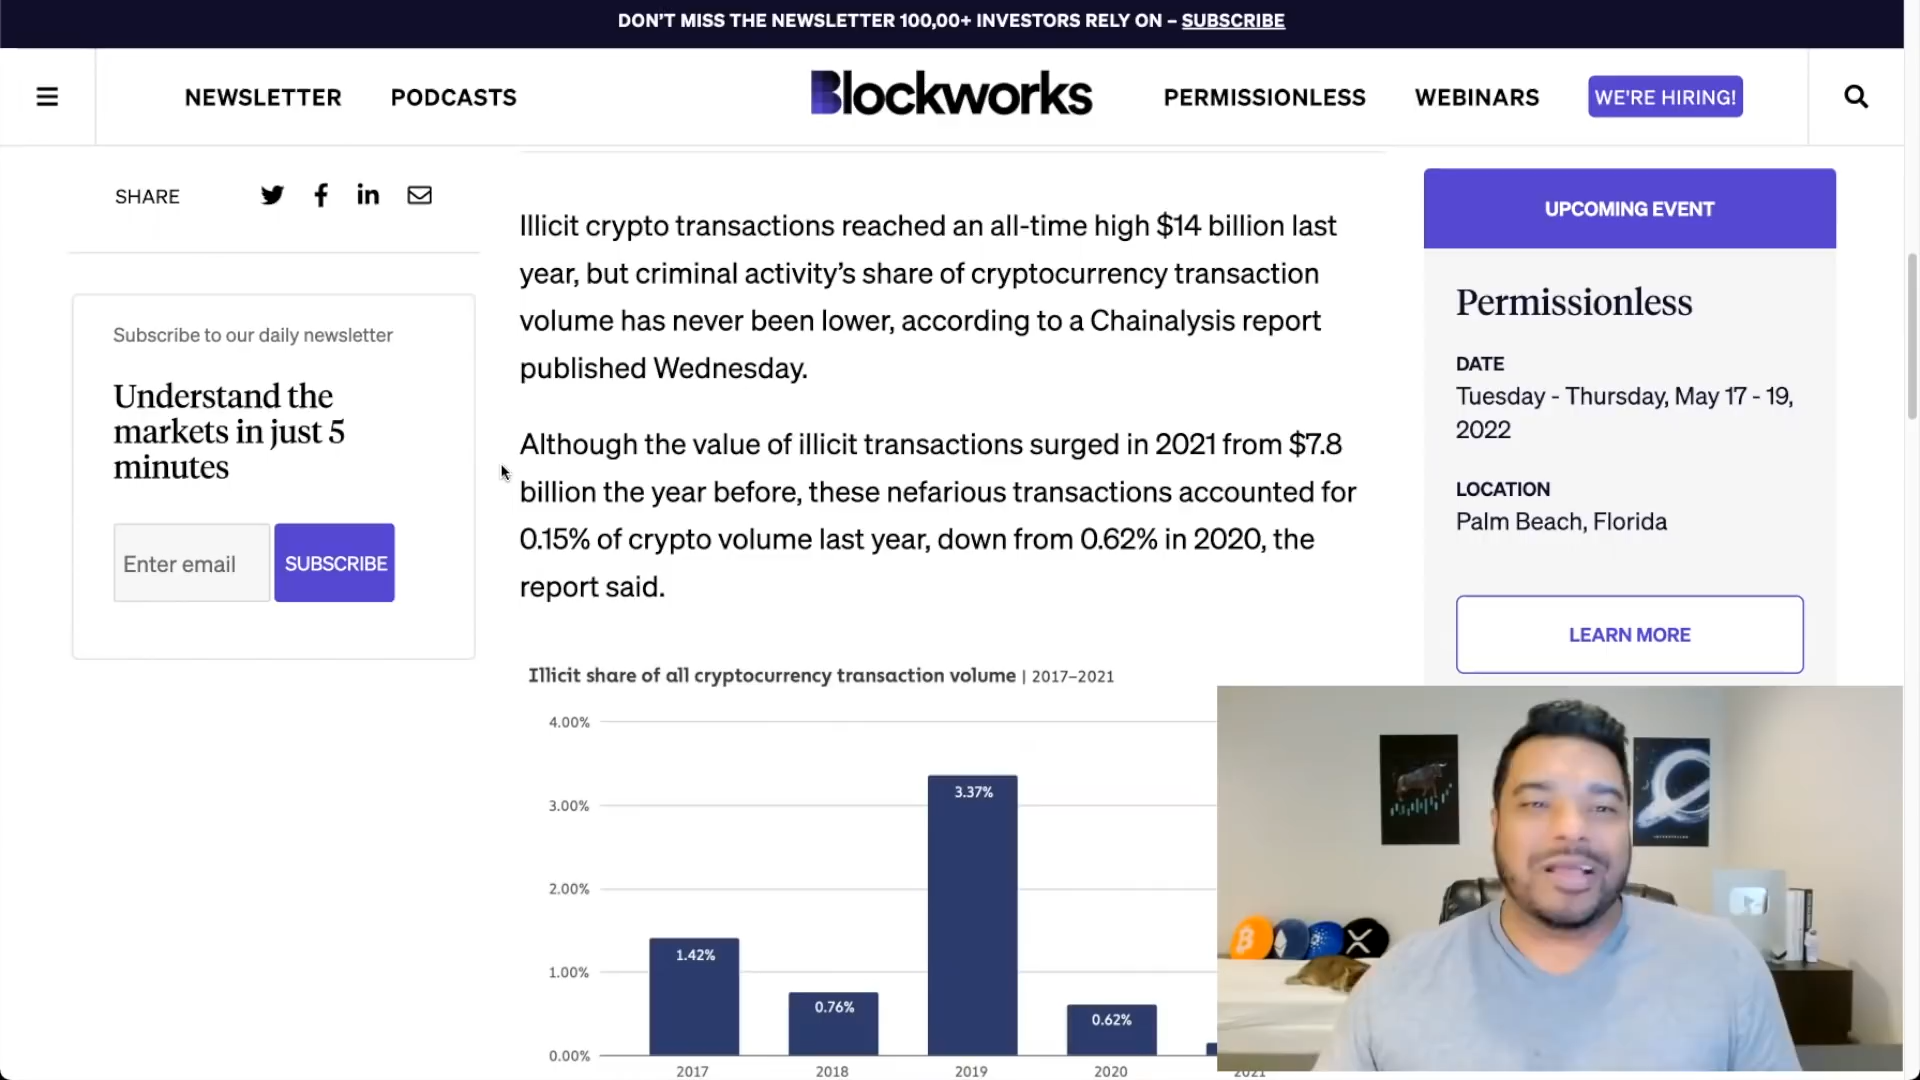 DON'T MISS THE NEWSLETTER 100,00+ INVESTORS RELY ON – SUBSCRIBE
NEWSLETTER
PODCASTS
Blockworks
PERMISSIONLESS
WEBINARS
WE'RE HIRING!
SHARE
Subscribe to our daily newsletter
Understand the
markets in just 5
minutes
Enter email
SUBSCRIBE
Illicit crypto transactions reached an all-time high $14 billion last
year, but criminal activity's share of cryptocurrency transaction
volume has never been lower, according to a Chainalysis report
published Wednesday.
Although the value of illicit transactions surged in 2021 from $7.8
billion the year before, these nefarious transactions accounted for
0.15% of crypto volume last year, down from 0.62% in 2020, the
report said.
Illicit share of all cryptocurrency transaction volume | 2017–2021
4.00%
3.00%
2.00%
1.00%
0.00%
1.42%
0.76%
3.37%
0.62%
2017
2018
2019
2020
2021
UPCOMING EVENT
Permissionless
DATE
Tuesday - Thursday, May 17 - 19,
2022
LOCATION
Palm Beach, Florida
LEARN MORE